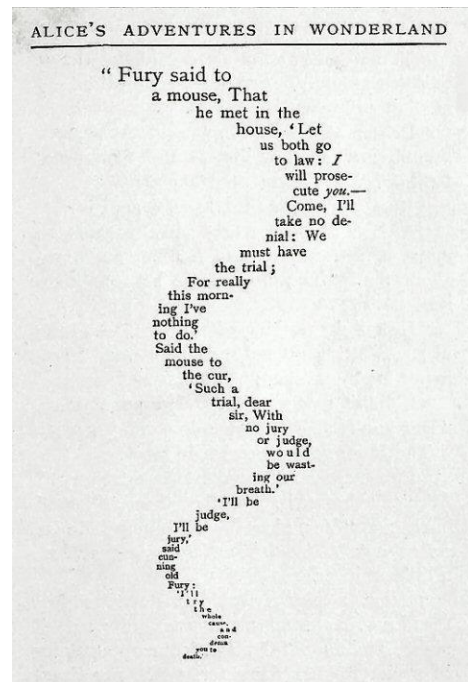 ALICE'S ADVENTURES IN WONDERLAND
“ Fury said to
a mouse, That
he met in the
house, ‘ Let
us both go
to law: I
will prose-
cute you.—
Come, I'll
take no de-
nial: We
must have
the trial ;
For really
this morn-
ing I've
nothing
to do.’
Said the
mouse to
the cur,
‘ Such a
trial, dear
sir, With
no jury
or judge,
would
be wast-
ing our
breath.’
‘I'll be
judge,
I'll be
jury,’
said
cun-
ning
old
Fury:
‘I'll
try
the
whole
cause,
and
con-
demn
you to
death.’